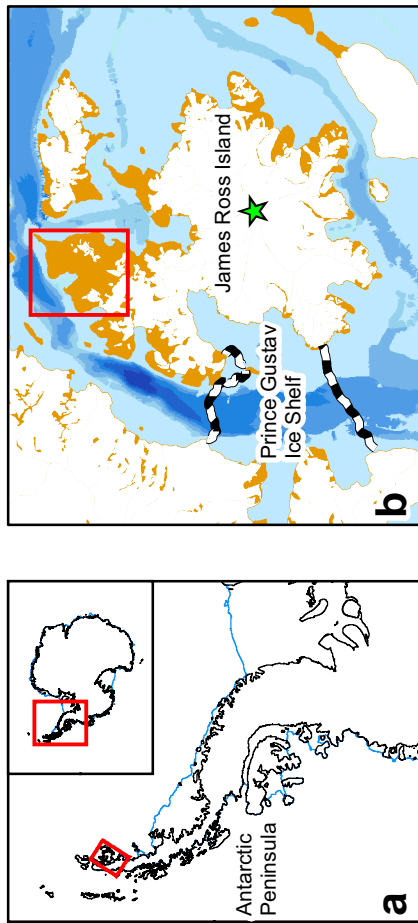 a
Antarctic
Peninsula
b
James Ross Island
Prince Gustav
Ice Shelf